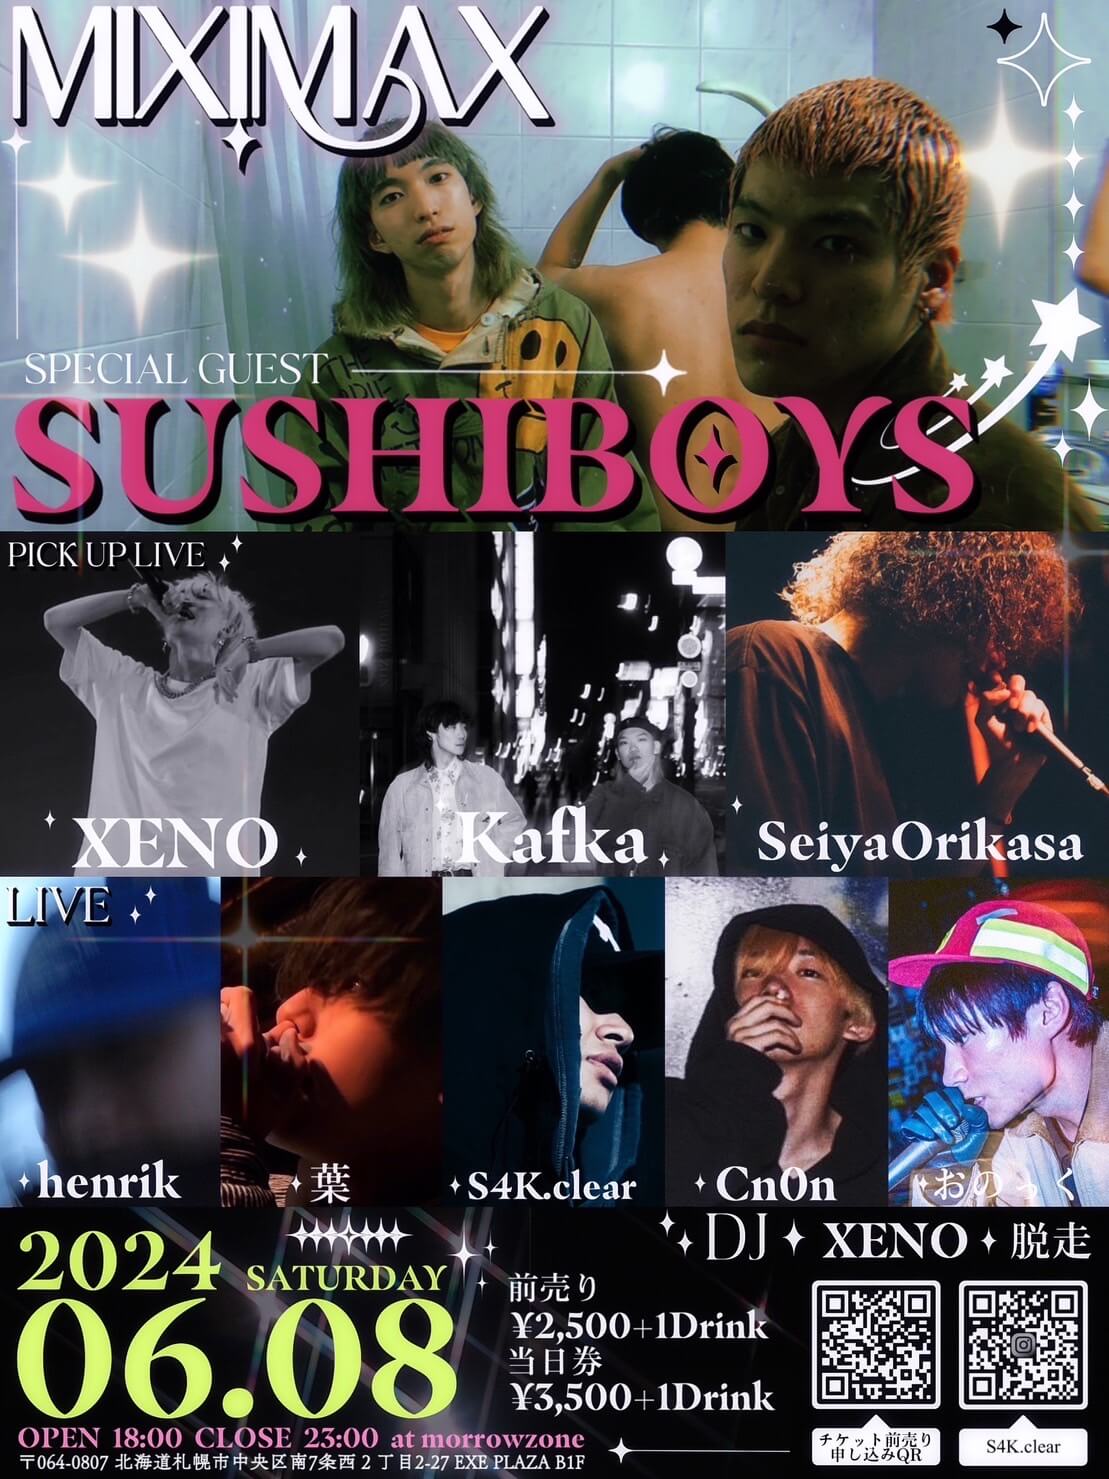 MIXIMAX
SPECIAL GUEST
SUSHIBOYS
PICK UP LIVE
XENO
Kafka
SeiyaOrikasa
LIVE
henrik
葉
S4K.clear
Cn0n
おのっく
DJ XENO 脱走
2024
SATURDAY
06.08
OPEN 18:00 CLOSE 23:00 at morrowzone
〒064-0807 北海道札幌市中央区南7条西2丁目2-27 EXE PLAZA B1F
前売り
¥2,500+1Drink
当日券
¥3,500+1Drink
チケット前売り
申し込みQR
S4K.clear